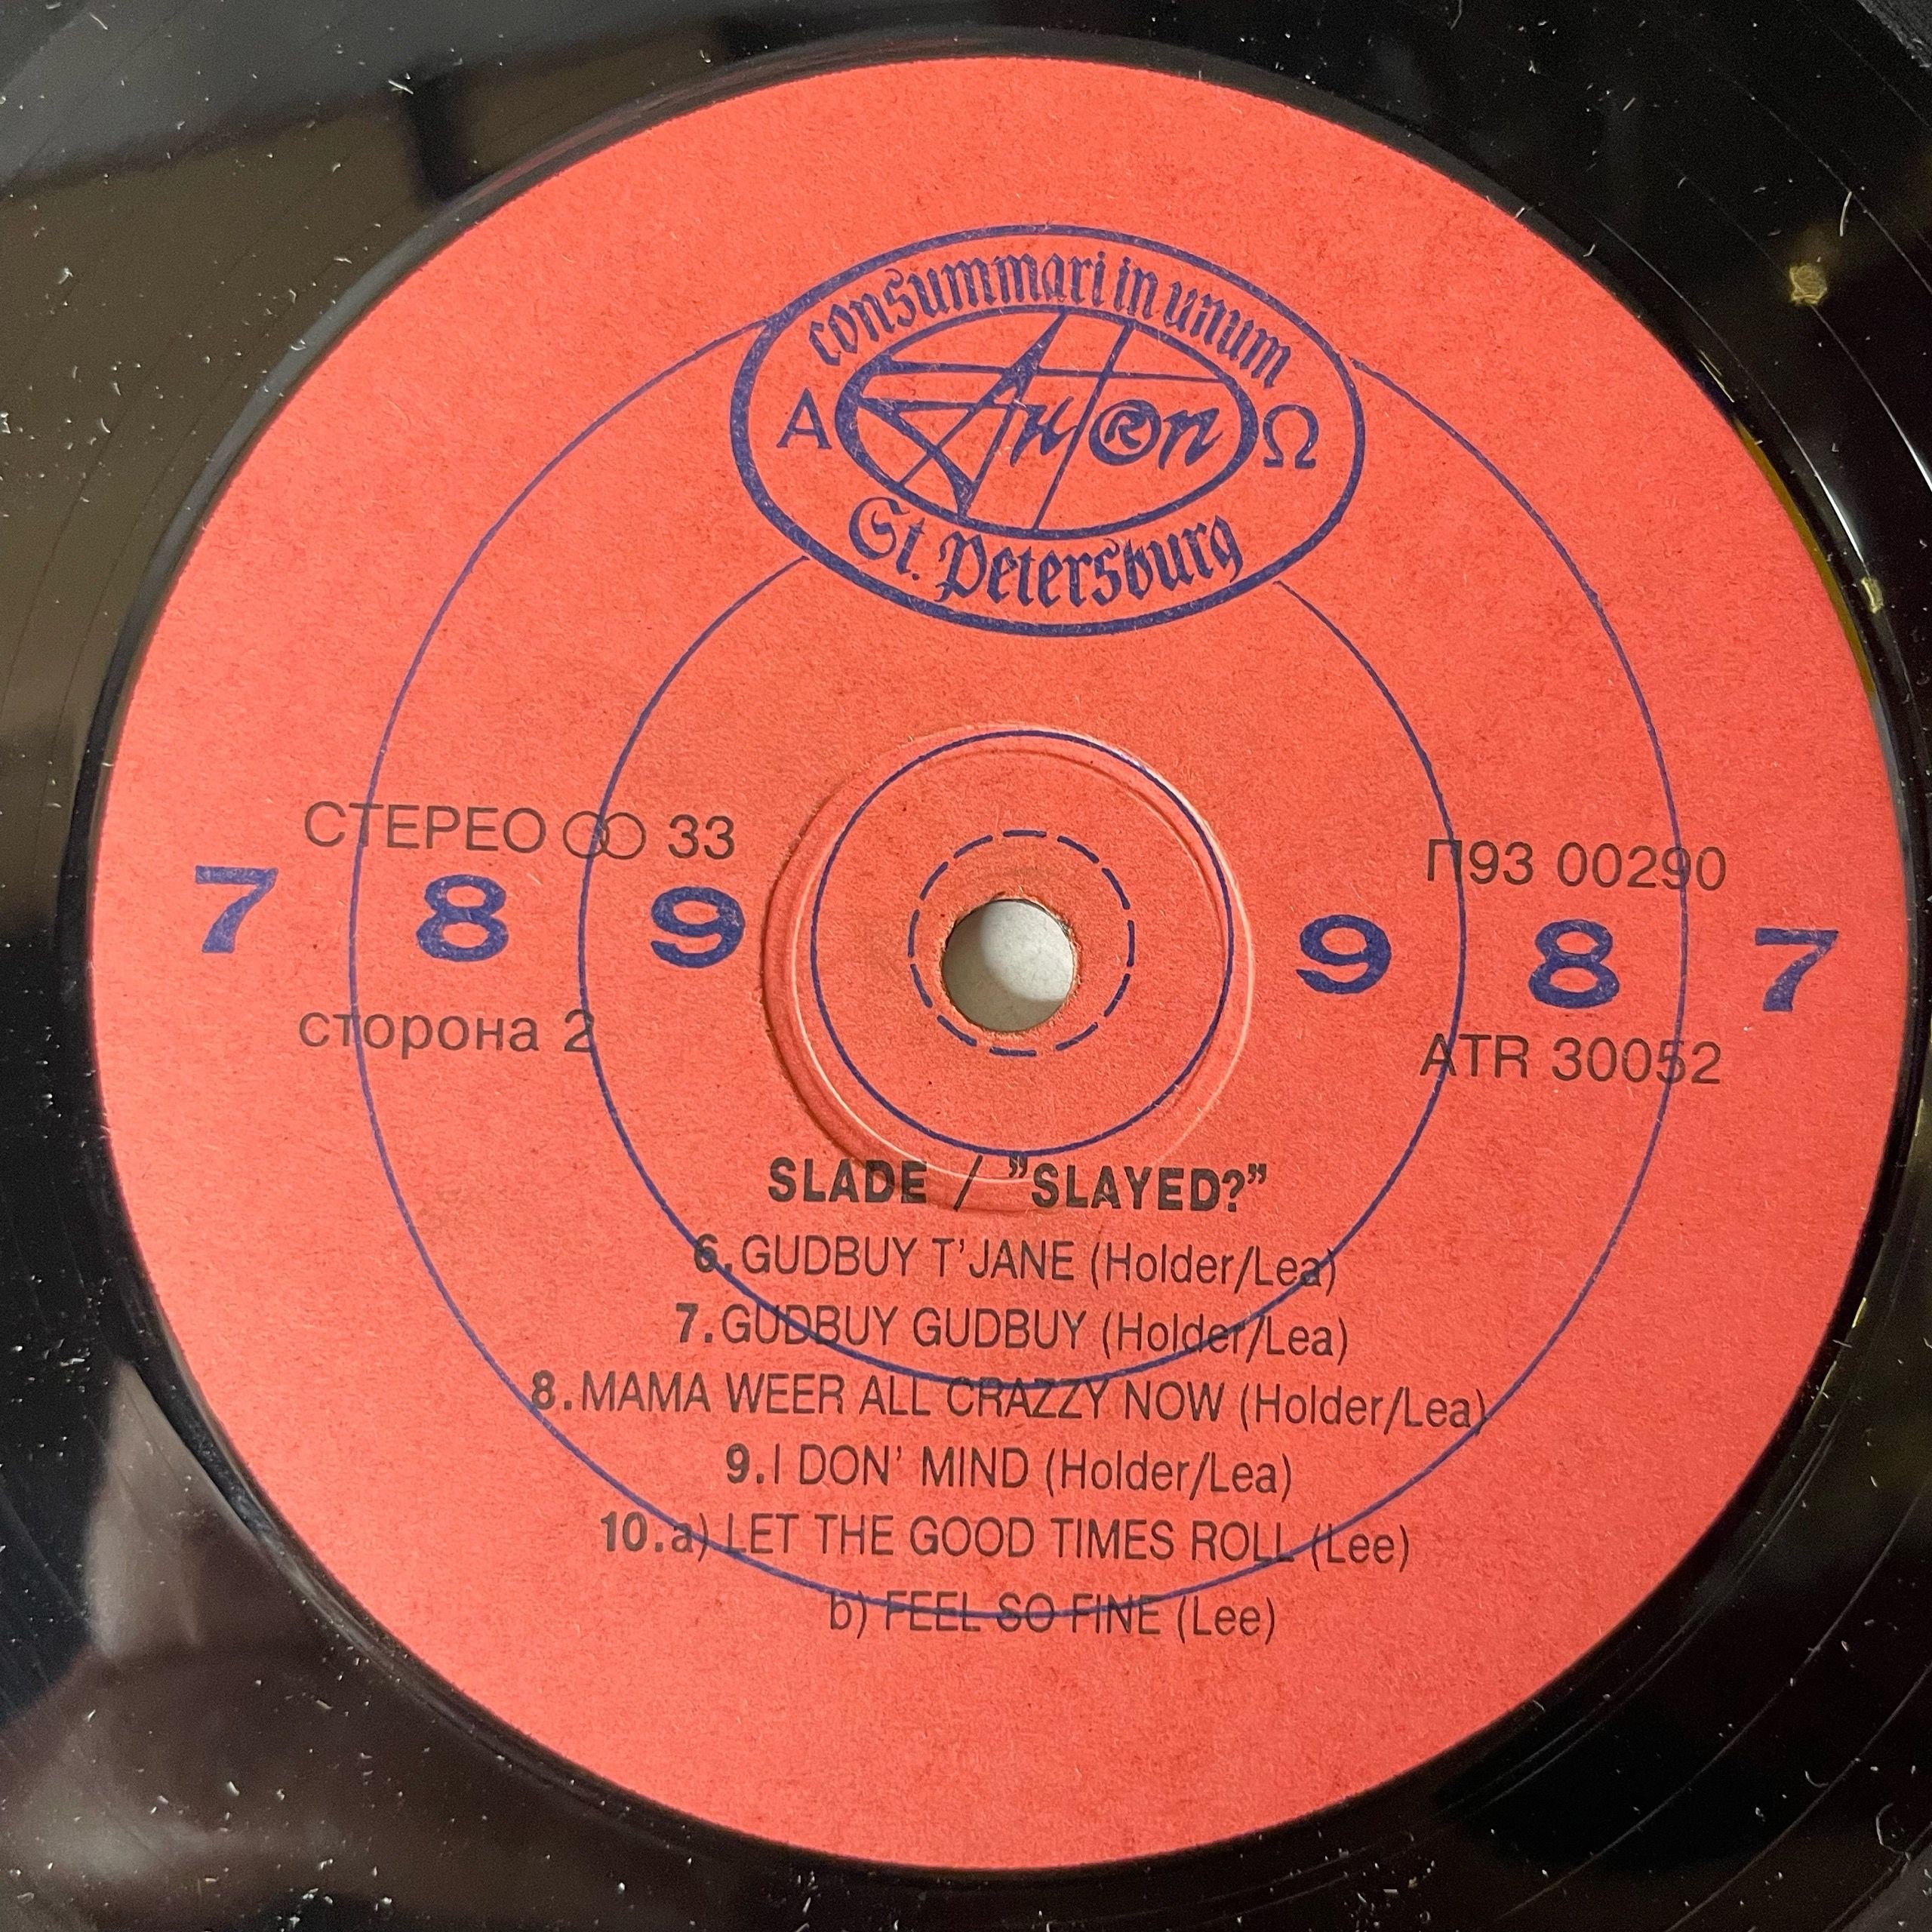 consummari in unum
Α AnTr®n Ω
St. Petersburg
СТЕРЕО 33
П93 00290
7 8 9 9 8 7
сторона 2
ATR 30052
SLADE / "SLAYED?"
6. GUDBUY T'JANE (Holder/Lea)
7. GUDBUY GUDBUY (Holder/Lea)
8. MAMA WEER ALL CRAZZY NOW (Holder/Lea)
9. I DON' MIND (Holder/Lea)
10. a) LET THE GOOD TIMES ROLL (Lee)
b) FEEL SO FINE (Lee)